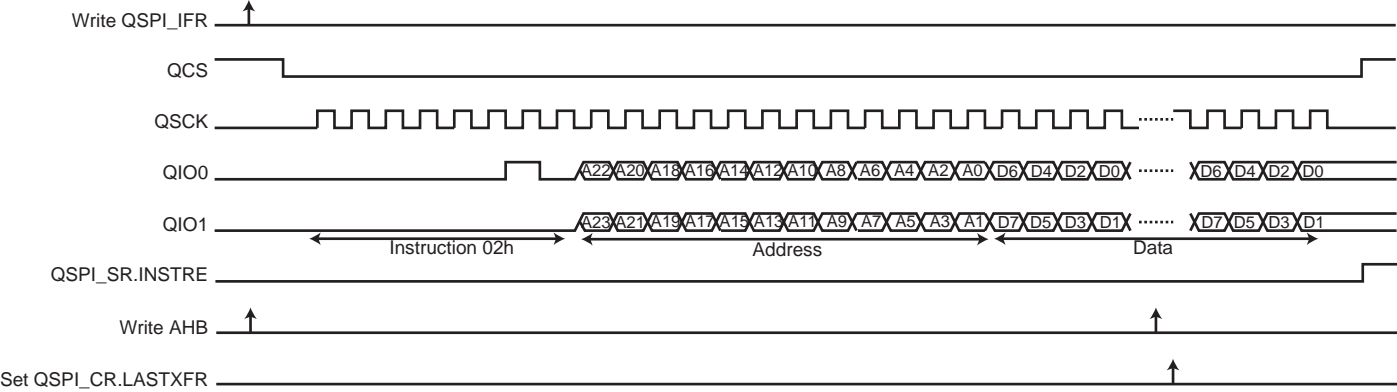 Write QSPI_IFR
QCS
QSCK
QIO0 A22 A20 A18 A16 A14 A12 A10 A8 A6 A4 A2 A0 D6 D4 D2 D0 D6 D4 D2 D0
QIO1 A23 A21 A19 A17 A15 A13 A11 A9 A7 A5 A3 A1 D7 D5 D3 D1 D7 D5 D3 D1
Instruction 02h Address Data
QSPI_SR.INSTRE
Write AHB
Set QSPI_CR.LASTXFR